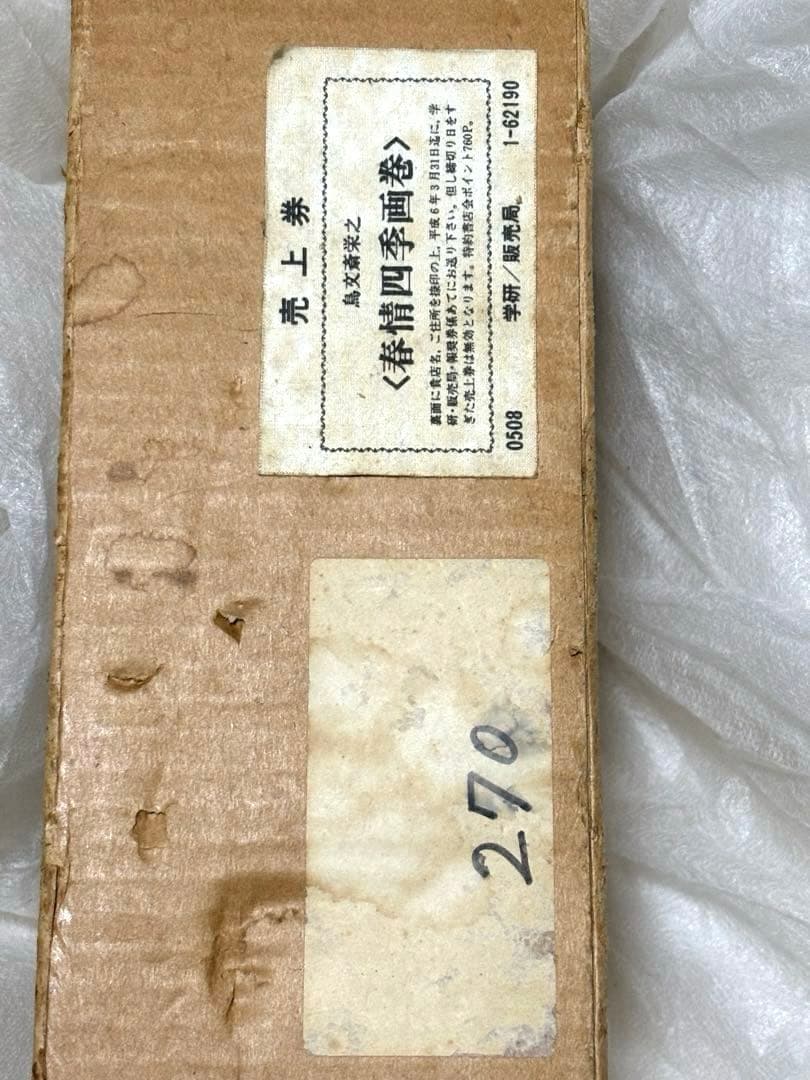 売上券
鳥文斎栄之
〈春情四季画巻〉
裏面に貴店名、ご住所を捺印の上、平成6年3月31日迄に、学
研・販売局・報奨券係あてにお送り下さい。但し締切り日をす
ぎた売上券は無効となります。特約書店会ポイント760P。
0508 学研/販売局 1-62190
270